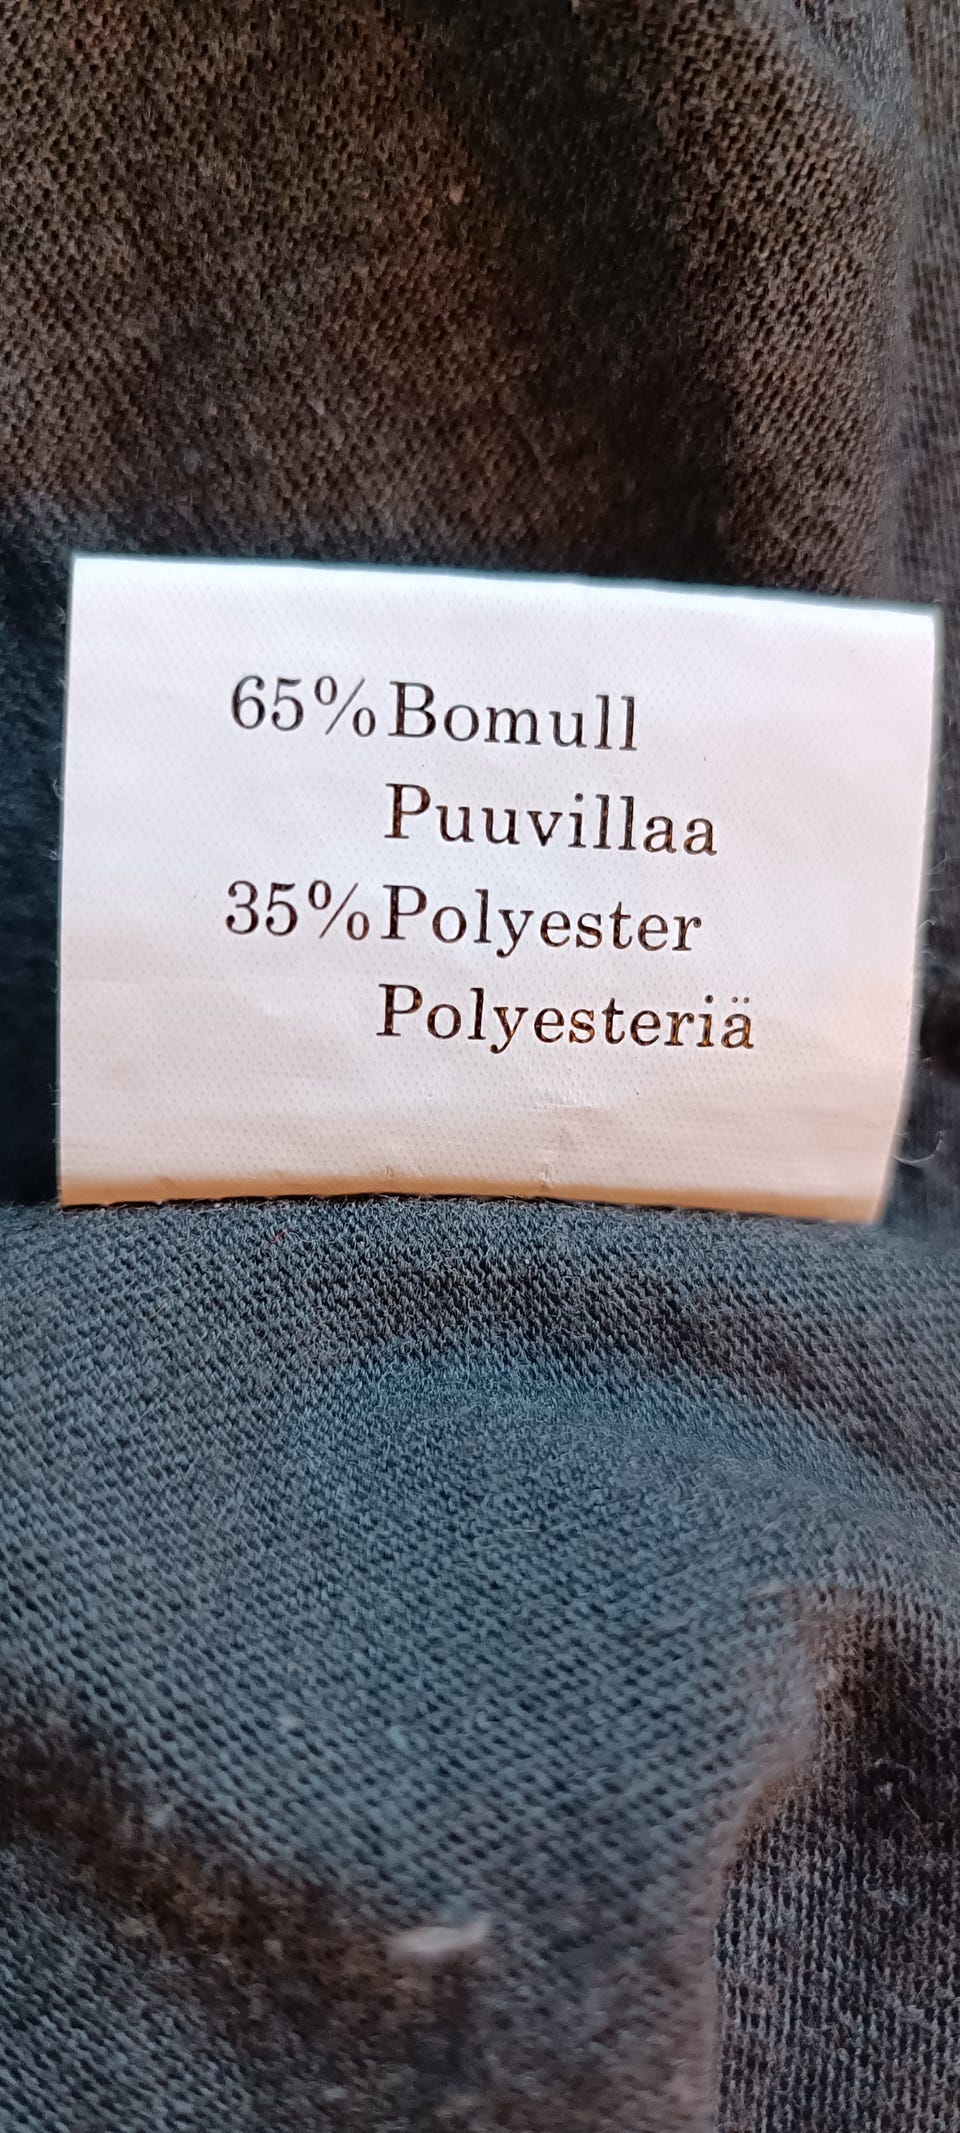 65% Bomull
Puuvillaa
35% Polyester
Polyesteriä